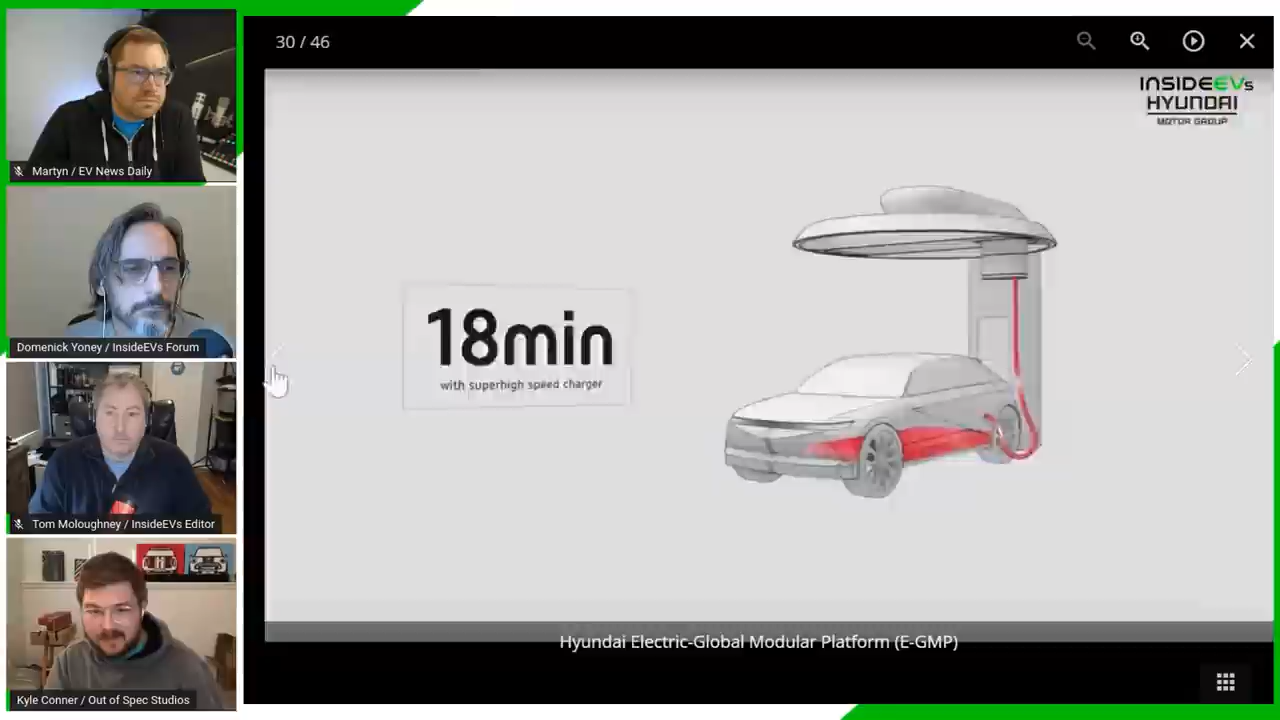 Martyn / EV News Daily
Domenick Yoney / InsideEVs Forum
Tom Moloughney / InsideEVs Editor
Kyle Conner / Out of Spec Studios
30 / 46
INSIDEEVs
HYUNDAI
MOTOR GROUP
18min
with superhigh speed charger
Hyundai Electric-Global Modular Platform (E-GMP)